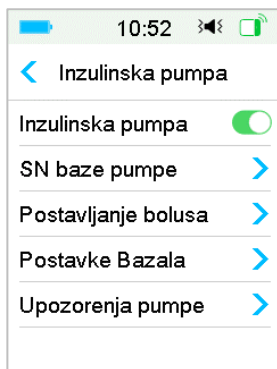 10:52
Inzulinska pumpa
Inzulinska pumpa
SN baze pumpe
Postavljanje bolusa
Postavke Bazala
Upozorenja pumpe